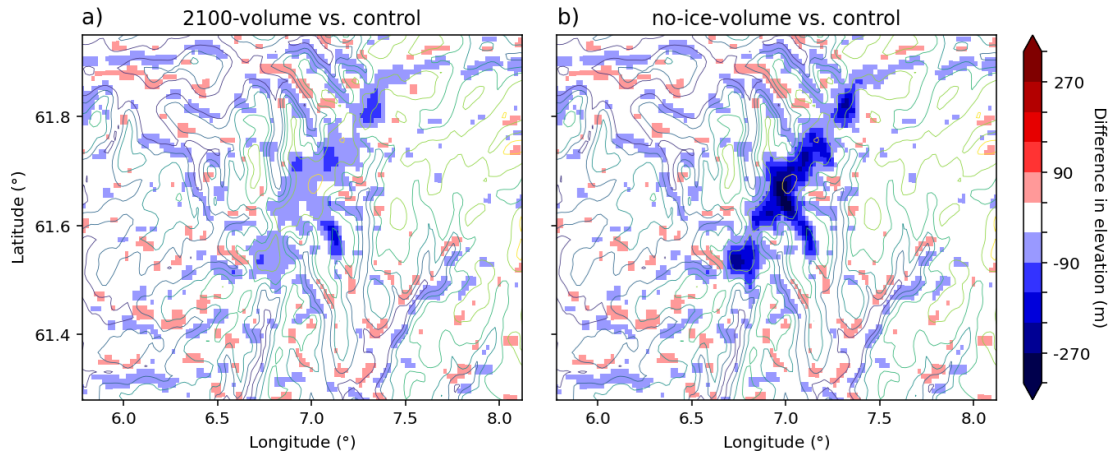 a) 2100-volume vs. control
b) no-ice-volume vs. control
Latitude (°)
61.8
61.6
61.4
6.0 6.5 7.0 7.5 8.0
Longitude (°)
6.0 6.5 7.0 7.5 8.0
Longitude (°)
270
90
-90
-270
Difference in elevation (m)